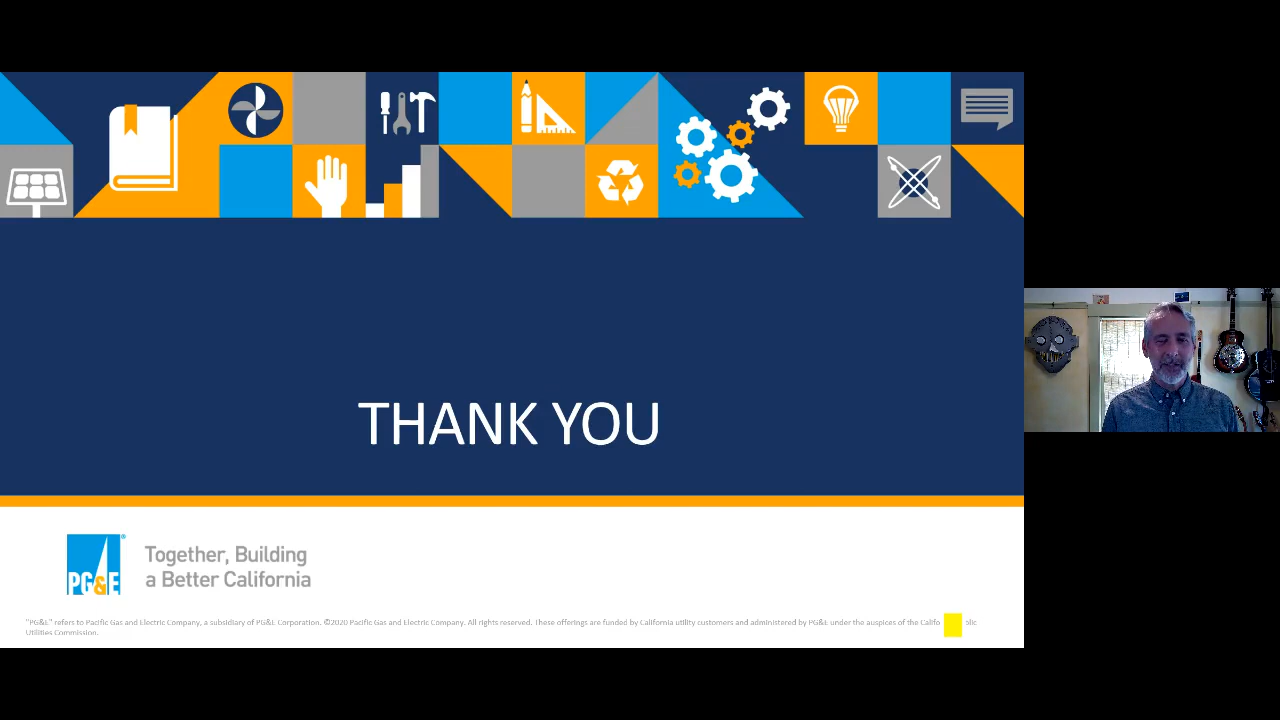 THANK YOU
PG&E®
Together, Building
a Better California
"PG&E" refers to Pacific Gas and Electric Company, a subsidiary of PG&E Corporation. ©2020 Pacific Gas and Electric Company. All rights reserved. These offerings are funded by California utility customers and administered by PG&E under the auspices of the Califo blic
Utilities Commission.